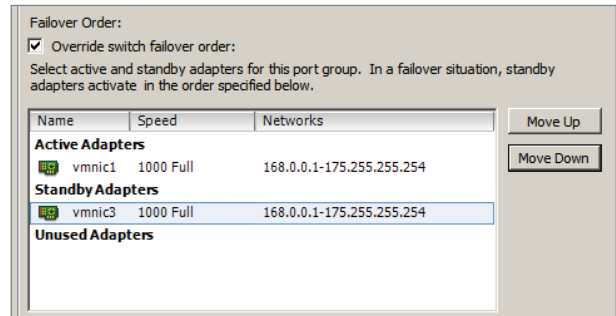 Failover Order:
Override switch failover order:
Select active and standby adapters for this port group. In a failover situation, standby
adapters activate in the order specified below.
Name Speed Networks
Move Up
Active Adapters
Move Down
vmnic1 1000 Full 168.0.0.1-175.255.255.254
Standby Adapters
vmnic3 1000 Full 168.0.0.1-175.255.255.254
Unused Adapters